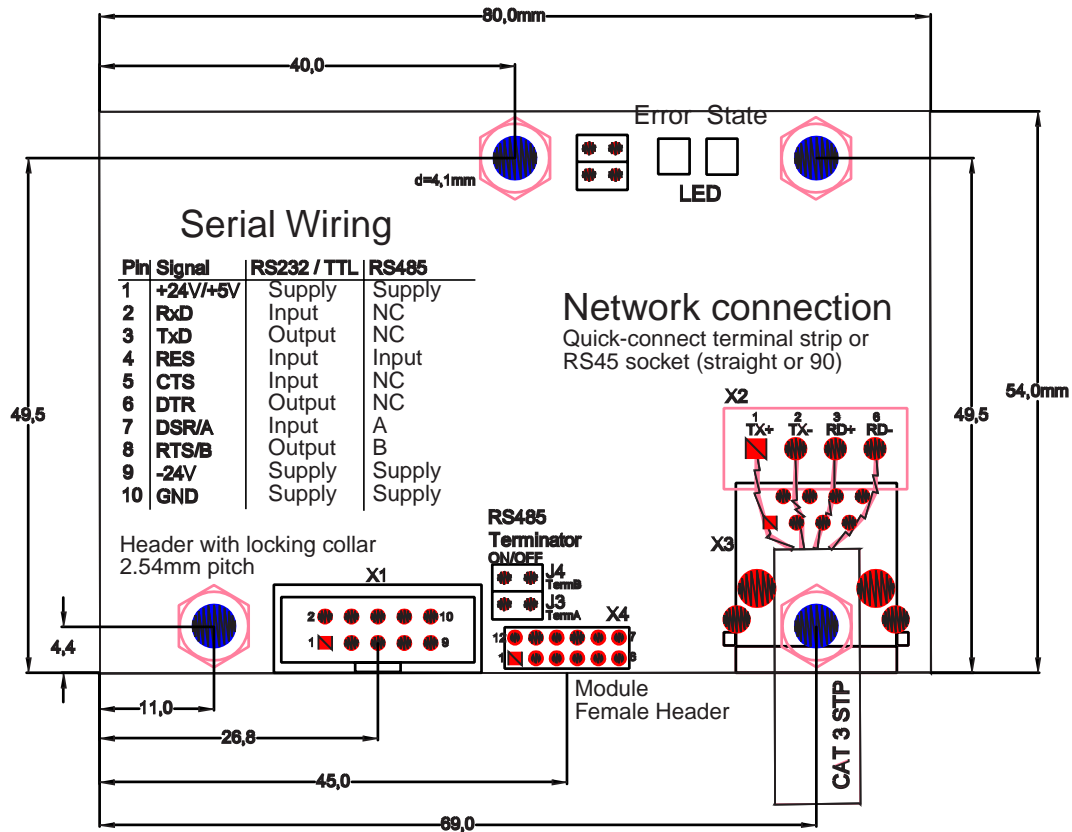 80,0mm
40,0
Error State
d=4,1mm
LED
Serial Wiring
Pin Signal RS232 / TTL RS485
1 +24V/+5V Supply Supply
2 RxD Input NC
3 TxD Output NC
4 RES Input Input
5 CTS Input NC
6 DTR Output NC
7 DSR/A Input A
8 RTS/B Output B
9 -24V Supply Supply
10 GND Supply Supply
Network connection
Quick-connect terminal strip or
RS45 socket (straight or 90)
54,0mm
49,5
49,5
X2
1 2 3 6
TX+ TX- RD+ RD-
X3
Header with locking collar
2.54mm pitch
X1
2 10
1 9
RS485
Terminator
ON/OFF
J4
TermB
J3
TermA
X4
12 7
1 6
Module
Female Header
CAT 3 STP
4,4
11,0
26,8
45,0
69,0